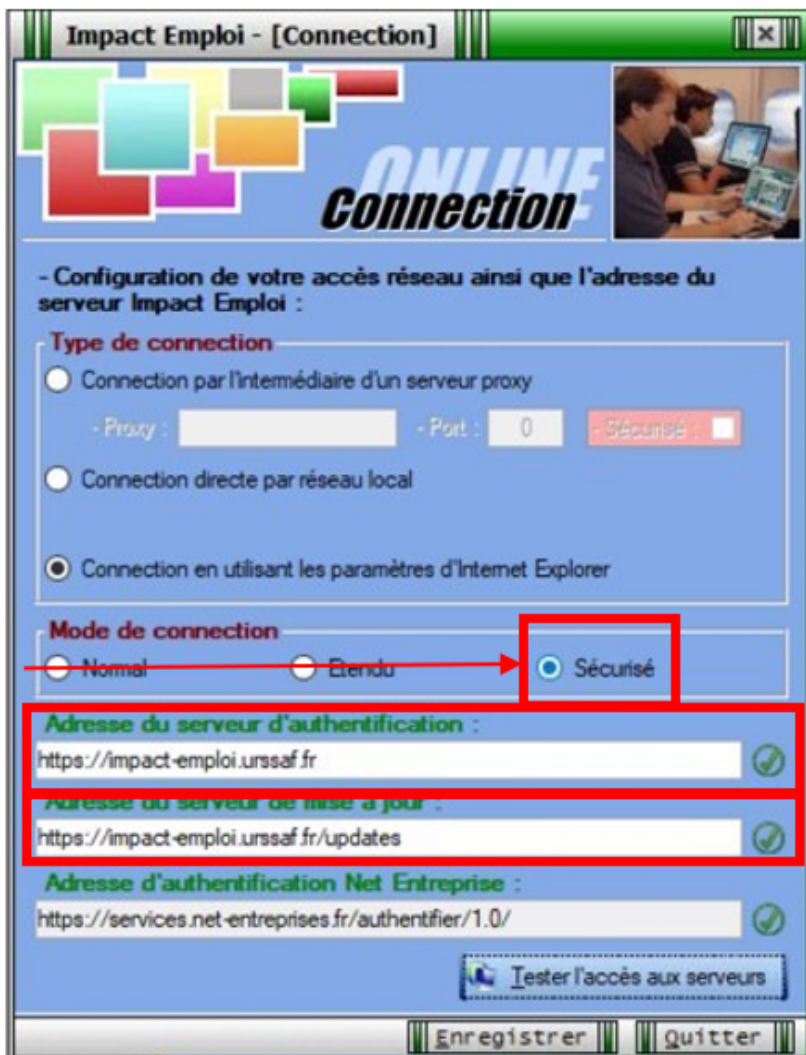 Impact Emploi - [Connection]
ONLINE
Connection
- Configuration de votre accès réseau ainsi que l'adresse du
serveur Impact Emploi :
Type de connection
Connection par l'intermédiaire d'un serveur proxy
- Proxy : - Port : 0 - Sécurisé :
Connection directe par réseau local
Connection en utilisant les paramètres d'Internet Explorer
Mode de connection
Normal Etendu Sécurisé
Adresse du serveur d'authentification :
https://impact-emploi.urssaf.fr
Adresse du serveur de mise à jour :
https://impact-emploi.urssaf.fr/updates
Adresse d'authentification Net Entreprise :
https://services.net-entreprises.fr/authentifier/1.0/
Tester l'accès aux serveurs
Enregistrer Quitter